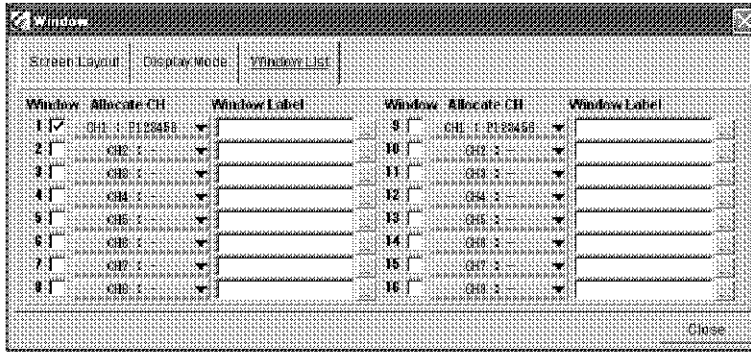 Window
Screen Layout Display Mode Window List
Window Allocate CH Window Label Window Allocate CH Window Label
1 CH1 : P123456 9 CH1 : P123456
2 CH2 : - 10 CH2 : -
3 CH3 : - 11 CH3 : -
4 CH4 : - 12 CH4 : -
5 CH5 : - 13 CH5 : -
6 CH6 : - 14 CH6 : -
7 CH7 : - 15 CH7 : -
8 CH8 : - 16 CH8 : -
Close